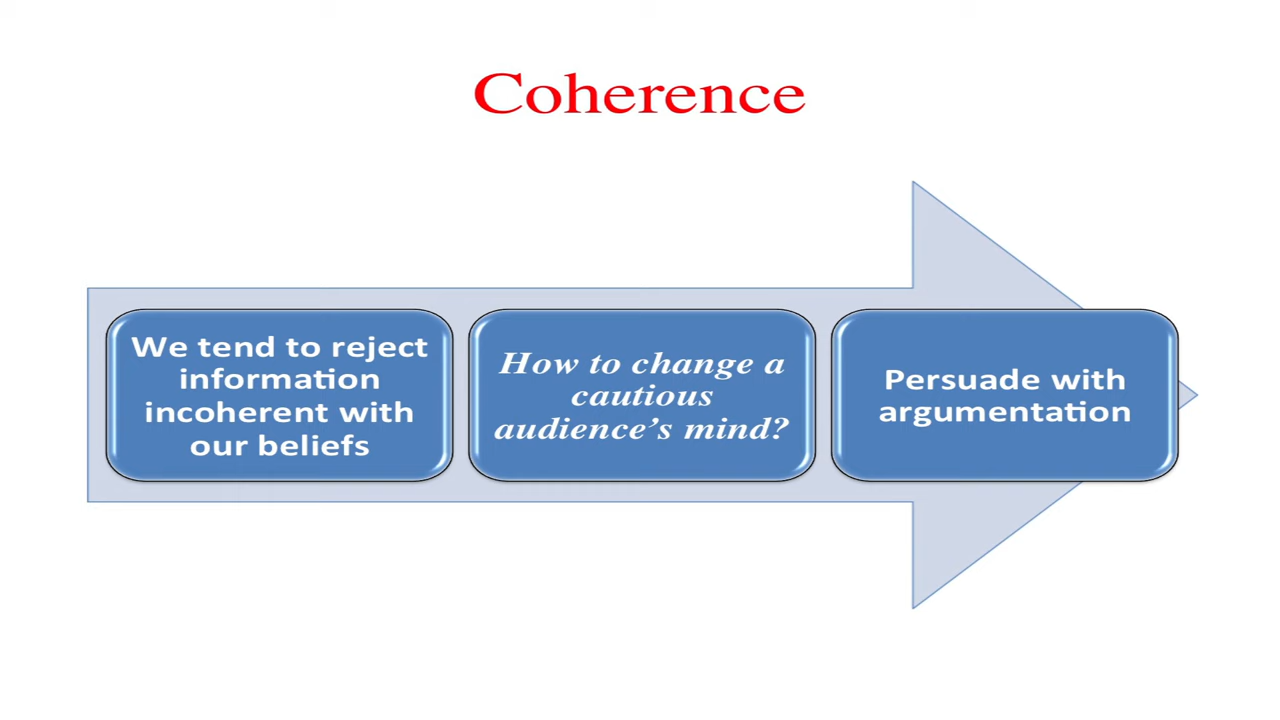 Coherence
We tend to reject
information
incoherent with
our beliefs
How to change a
cautious
audience’s mind?
Persuade with
argumentation